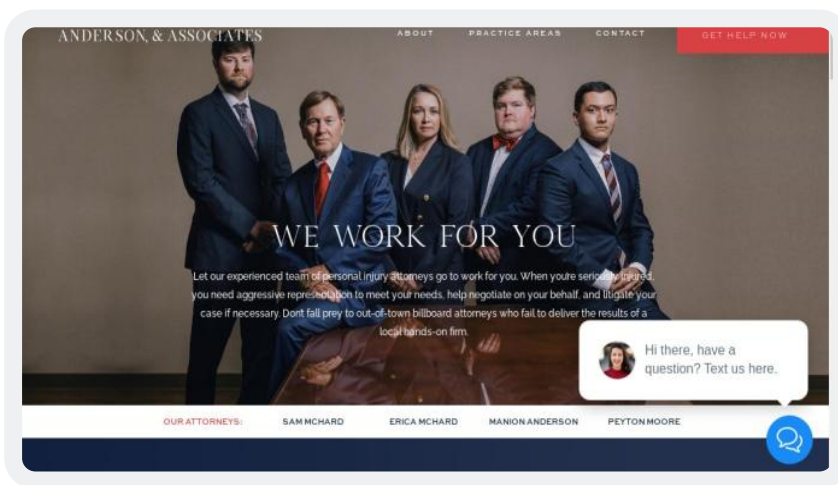 ANDERSON, & ASSOCIATES
ABOUT PRACTICE AREAS CONTACT GET HELP NOW
WE WORK FOR YOU
Let our experienced team of personal injury attorneys go to work for you. When you're seriously injured,
you need aggressive representation to meet your needs, help negotiate on your behalf, and litigate your
case if necessary. Don't fall prey to out-of-town billboard attorneys who fail to deliver the results of a
local hands-on firm.
Hi there, have a
question? Text us here.
OUR ATTORNEYS: SAM MCHARD ERICA MCHARD MANION ANDERSON PEYTON MOORE